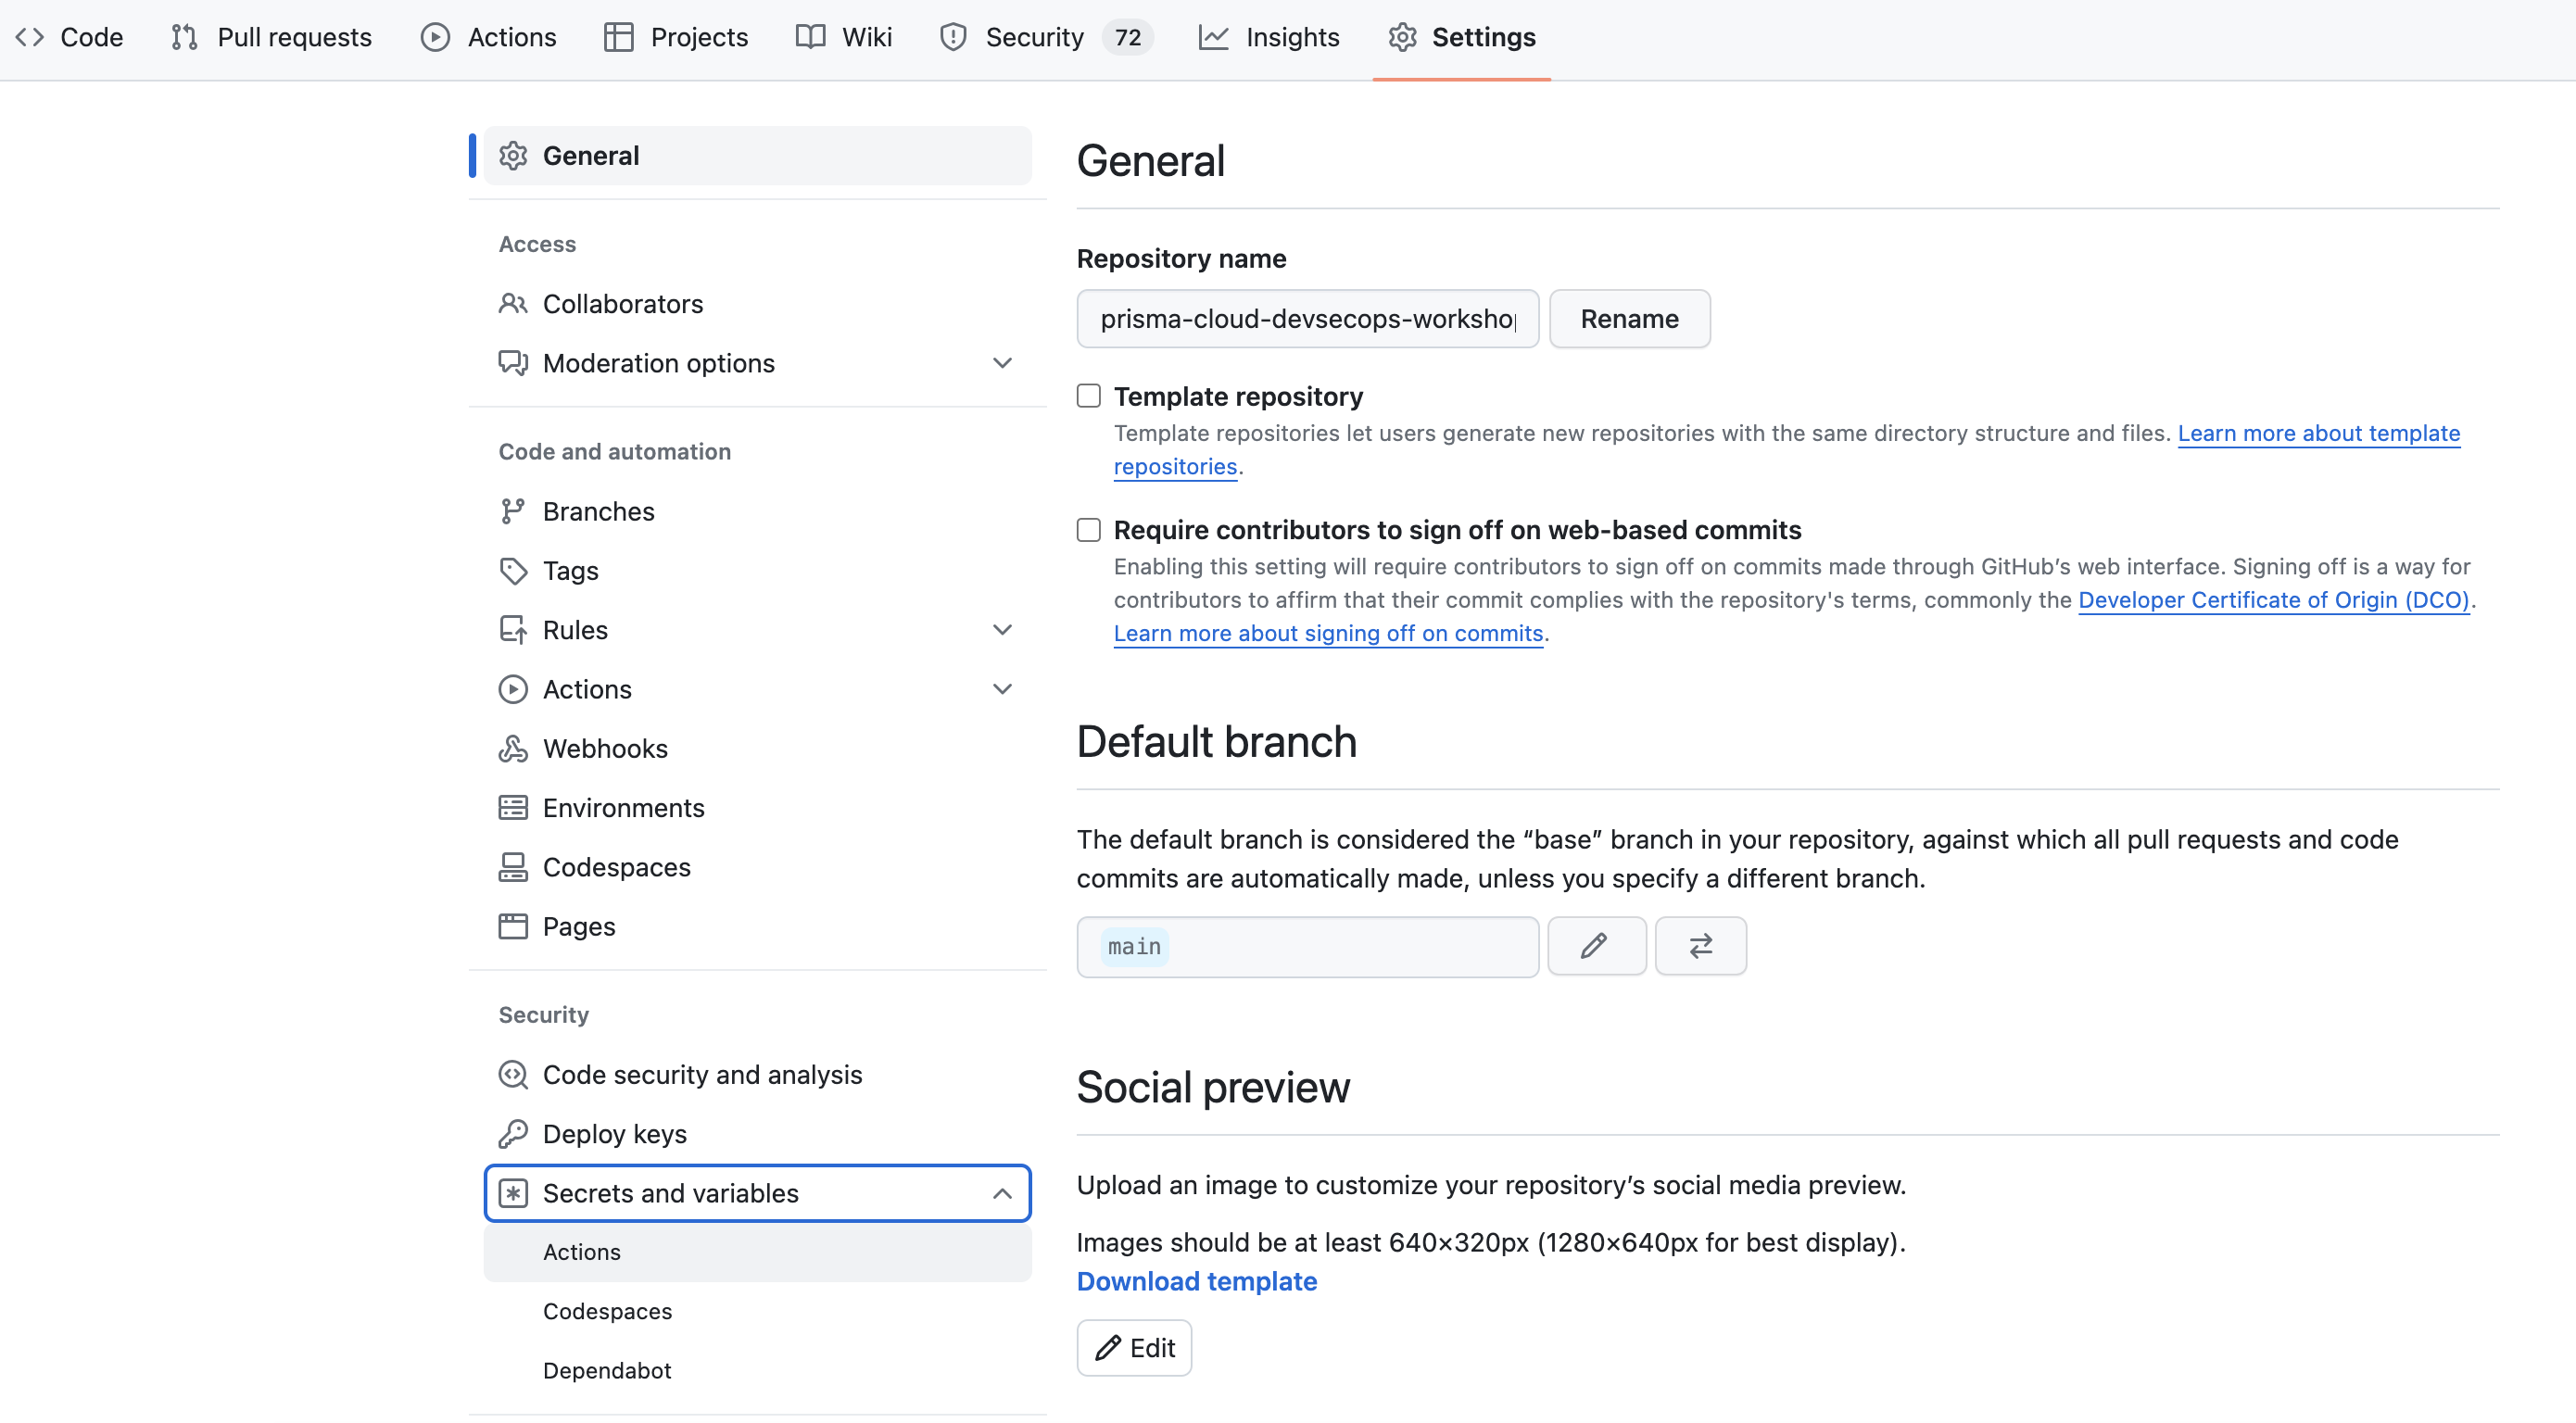 Code Pull requests Actions Projects Wiki Security 72 Insights Settings
General
Access
Collaborators
Moderation options
Code and automation
Branches
Tags
Rules
Actions
Webhooks
Environments
Codespaces
Pages
Security
Code security and analysis
Deploy keys
Secrets and variables
Actions
Codespaces
Dependabot
General
Repository name
prisma-cloud-devsecops-workshop Rename
Template repository
Template repositories let users generate new repositories with the same directory structure and files. Learn more about template
repositories.
Require contributors to sign off on web-based commits
Enabling this setting will require contributors to sign off on commits made through GitHub’s web interface. Signing off is a way for
contributors to affirm that their commit complies with the repository's terms, commonly the Developer Certificate of Origin (DCO).
Learn more about signing off on commits.
Default branch
The default branch is considered the “base” branch in your repository, against which all pull requests and code
commits are automatically made, unless you specify a different branch.
main
Social preview
Upload an image to customize your repository’s social media preview.
Images should be at least 640×320px (1280×640px for best display).
Download template
Edit